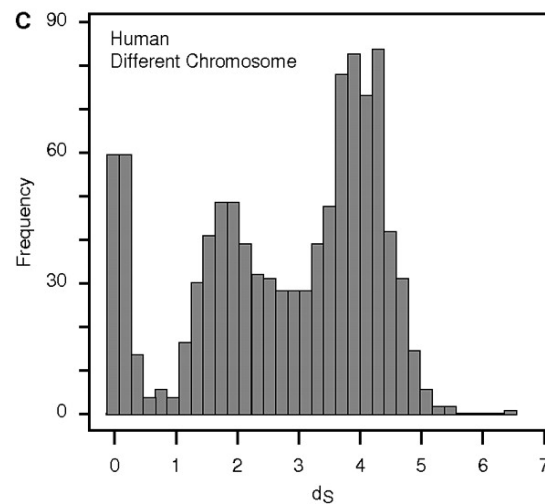 C
90
Human
Different Chromosome
60
Frequency
30
0
0 1 2 3 4 5 6 7
dS